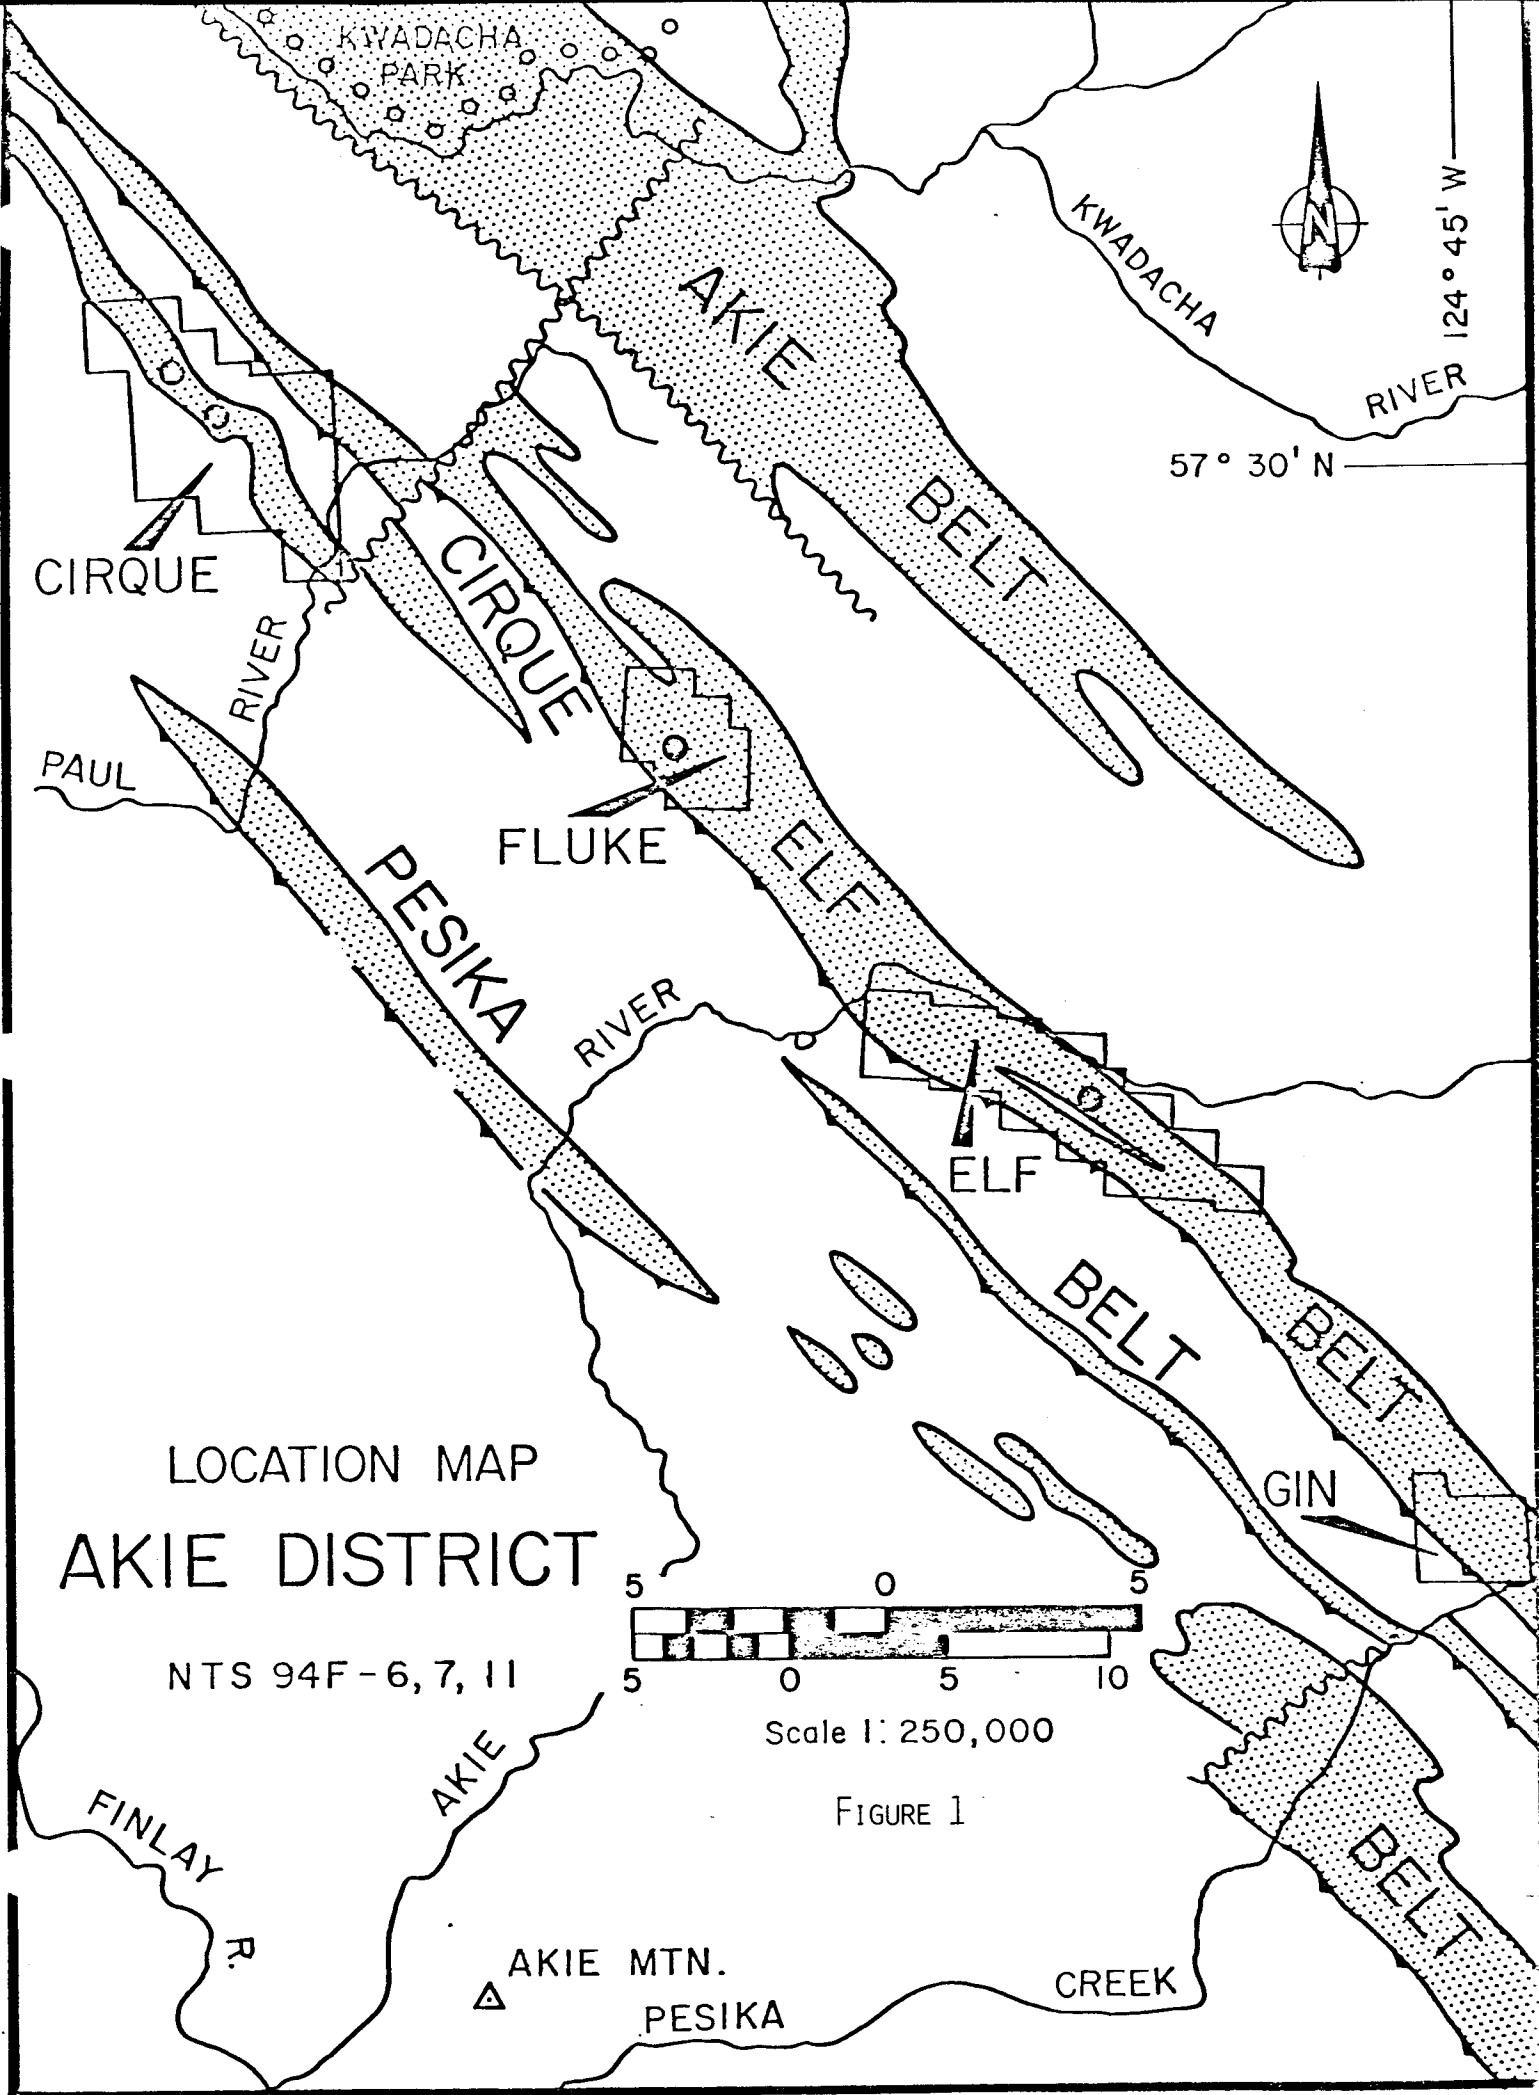 KWADACHA
PARK
N
124° 45' W
KWADACHA
RIVER
57° 30' N
AKIE
BELT
CIRQUE
CIRQUE
RIVER
PAUL
FLUKE
ELF
PESIKA
RIVER
ELF
BELT
BELT
GIN
LOCATION MAP
AKIE DISTRICT
NTS 94F-6, 7, 11
5 0 5
5 0 5 10
Scale 1: 250,000
FIGURE 1
AKIE
FINLAY
R.
BELT
AKIE MTN.
PESIKA
CREEK